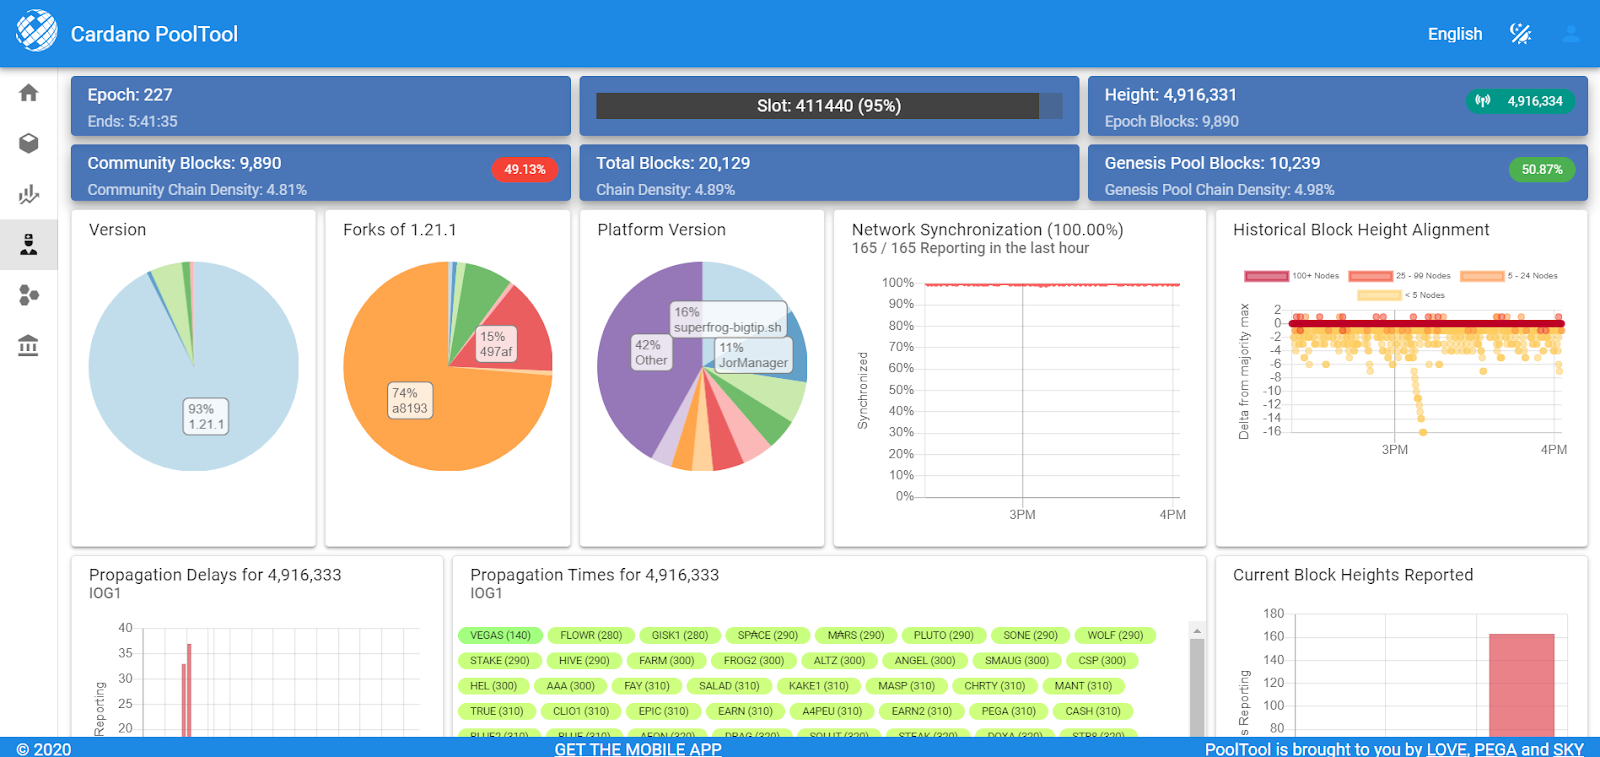 Cardano PoolTool
English
Epoch: 227
Ends: 5:41:35
Slot: 411440 (95%)
Height: 4,916,331
Epoch Blocks: 9,890
4,916,334
Community Blocks: 9,890
Community Chain Density: 4.81%
49.13%
Total Blocks: 20,129
Chain Density: 4.89%
Genesis Pool Blocks: 10,239
Genesis Pool Chain Density: 4.98%
50.87%
Version
93%
1.21.1
Forks of 1.21.1
15%
497af
74%
a8193
Platform Version
16%
superfrog-bigtip.sh
42%
Other
11%
JorManager
Network Synchronization (100.00%)
165 / 165 Reporting in the last hour
Synchronized
100%
90%
80%
70%
60%
50%
40%
30%
20%
10%
0%
3PM
4PM
Historical Block Height Alignment
100+ Nodes
25 - 99 Nodes
5 - 24 Nodes
< 5 Nodes
Delta from majority max
2
0
-2
-4
-6
-8
-10
-12
-14
-16
3PM
4PM
Propagation Delays for 4,916,333
IOG1
Reporting
40
35
30
25
20
Propagation Times for 4,916,333
IOG1
VEGAS (140) FLOWR (280) GISK1 (280) SPACE (290) MARS (290) PLUTO (290) SONE (290) WOLF (290)
STAKE (290) HIVE (290) FARM (300) FROG2 (300) ALTZ (300) ANGEL (300) SMAUG (300) CSP (300)
HEL (300) AAA (300) FAY (310) SALAD (310) KAKE1 (310) MASP (310) CHRTY (310) MANT (310)
TRUE (310) CLIO1 (310) EPIC (310) EARN (310) A4PEU (310) EARN2 (310) PEGA (310) CASH (310)
Current Block Heights Reported
s Reporting
180
160
140
120
100
80
© 2020
GET THE MOBILE APP
PoolTool is brought to you by LOVE, PEGA and SKY